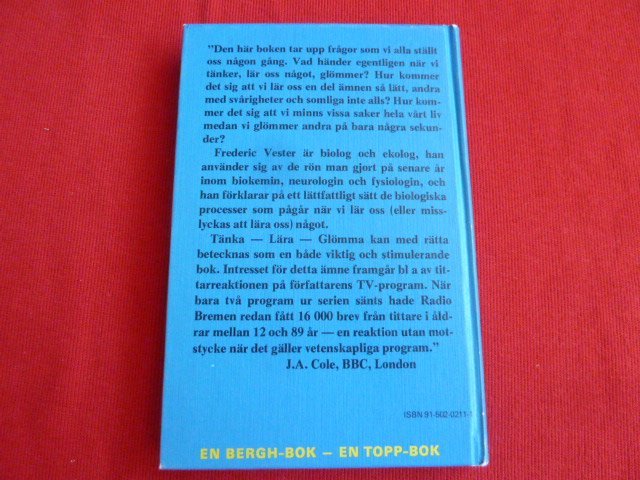 "Den här boken tar upp frågor som vi alla ställt
oss någon gång. Vad händer egentligen när vi
tänker, lär oss något, glömmer? Hur kommer
det sig att vi lär oss en del ämnen så lätt, andra
med svårigheter och somliga inte alls? Hur kom-
mer det sig att vi minns vissa saker hela vårt liv
medan vi glömmer andra på bara några sekun-
der?
Frederic Vester är biolog och ekolog, han
använder sig av de rön man gjort på senare år
inom biokemin, neurologin och fysiologin, och
han förklarar på ett lättfattligt sätt de biologiska
processer som pågår när vi lär oss (eller miss-
lyckas att lära oss) något.
Tänka — Lära — Glömma kan med rätta
betecknas som en både viktig och stimulerande
bok. Intresset för detta ämne framgår bl a av tit-
tarreaktionen på författarens TV-program. När
bara två program ur serien sänts hade Radio
Bremen redan fått 16 000 brev från tittare i åld-
rar mellan 12 och 89 år — en reaktion utan mot-
stycke när det gäller vetenskapliga program."
J.A. Cole, BBC, London
ISBN 91-502-0211-1
EN BERGH-BOK — EN TOPP-BOK